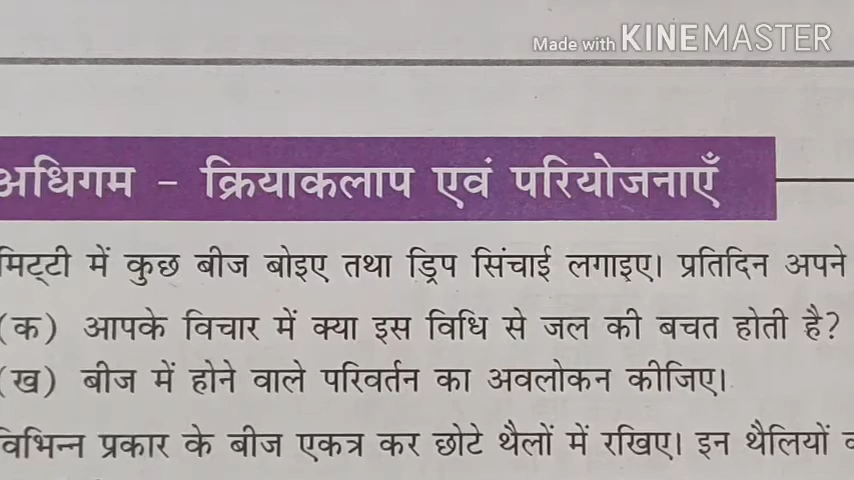 Made with KINEMASTER
अधिगम - क्रियाकलाप एवं परियोजनाएँ
मिट्टी में कुछ बीज बोइए तथा ड्रिप सिंचाई लगाइए। प्रतिदिन अपने
(क) आपके विचार में क्या इस विधि से जल की बचत होती है?
(ख) बीज में होने वाले परिवर्तन का अवलोकन कीजिए।
विभिन्न प्रकार के बीज एकत्र कर छोटे थैलों में रखिए। इन थैलियों